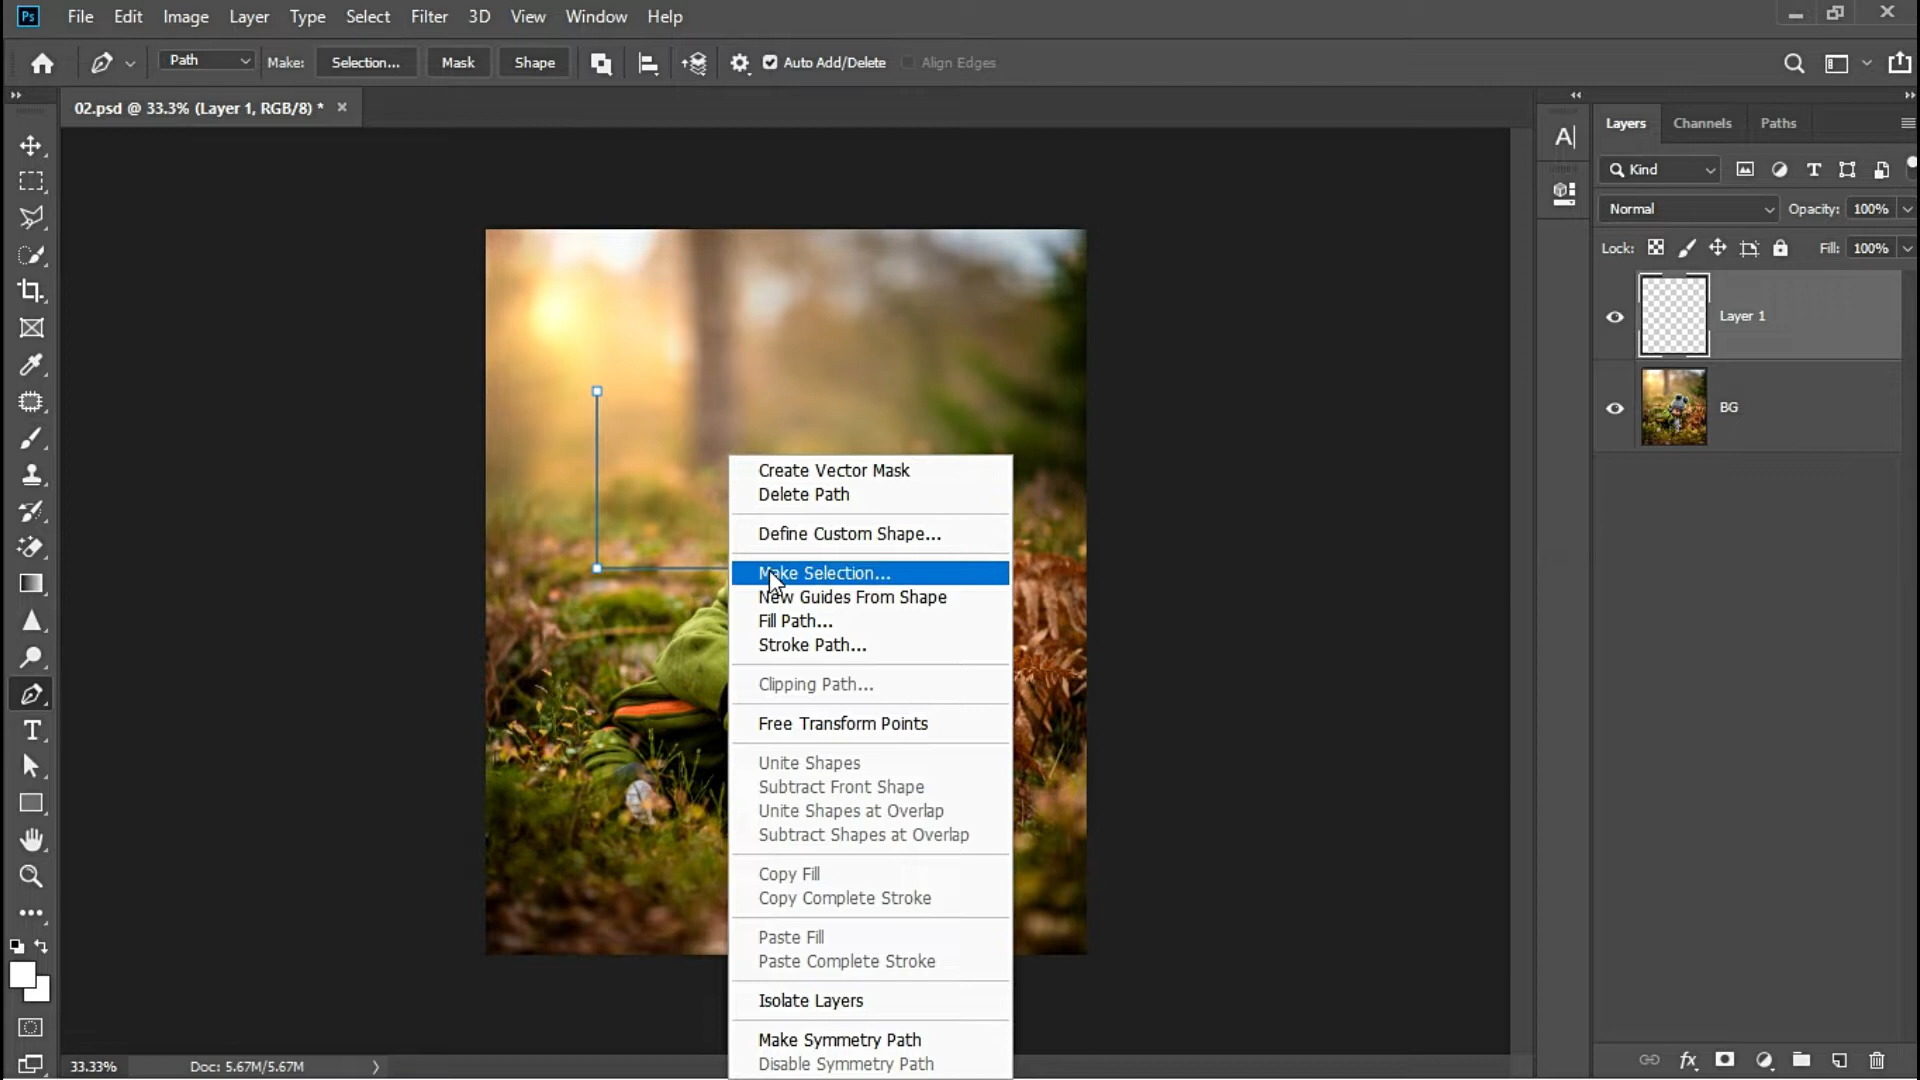 Ps File Edit Image Layer Type Select Filter 3D View Window Help
Path Make: Selection... Mask Shape Auto Add/Delete Align Edges
02.psd @ 33.3% (Layer 1, RGB/8) *
Layers Channels Paths
Kind
Normal Opacity: 100%
Lock: Fill: 100%
Layer 1
BG
Create Vector Mask
Delete Path
Define Custom Shape...
Make Selection...
New Guides From Shape
Fill Path...
Stroke Path...
Clipping Path...
Free Transform Points
Unite Shapes
Subtract Front Shape
Unite Shapes at Overlap
Subtract Shapes at Overlap
Copy Fill
Copy Complete Stroke
Paste Fill
Paste Complete Stroke
Isolate Layers
Make Symmetry Path
Disable Symmetry Path
33.33% Doc: 5.67M/5.67M